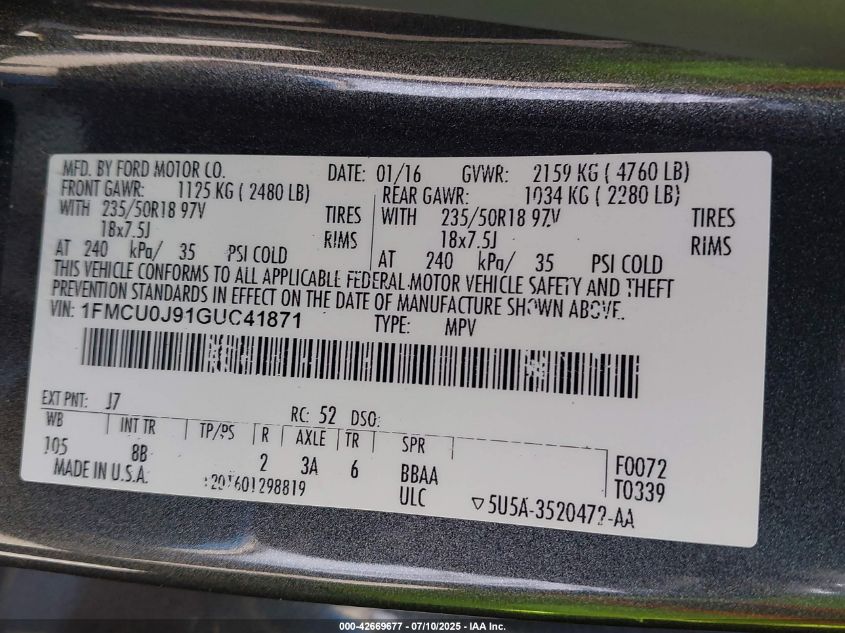 MFD. BY FORD MOTOR CO. DATE: 01/16 GVWR: 2159 KG ( 4760 LB)
FRONT GAWR: 1125 KG ( 2480 LB) REAR GAWR: 1034 KG ( 2280 LB)
WITH 235/50R18 97V TIRES WITH 235/50R18 97V TIRES
18x7.5J RIMS 18x7.5J RIMS
AT 240 kPa/ 35 PSI COLD AT 240 kPa/ 35 PSI COLD
THIS VEHICLE CONFORMS TO ALL APPLICABLE FEDERAL MOTOR VEHICLE SAFETY AND THEFT
PREVENTION STANDARDS IN EFFECT ON THE DATE OF MANUFACTURE SHOWN ABOVE.
VIN: 1FMCU0J91GUC41871 TYPE: MPV
EXT PNT: J7 RC: 52 DSO:
WB INT TR TP/PS R AXLE TR SPR
105 8B 2 3A 6 BBAA F0072
MADE IN U.S.A. ULC T0339
5U5A-3520472-AA
000-42669677 - 07/10/2025 - IAA Inc.